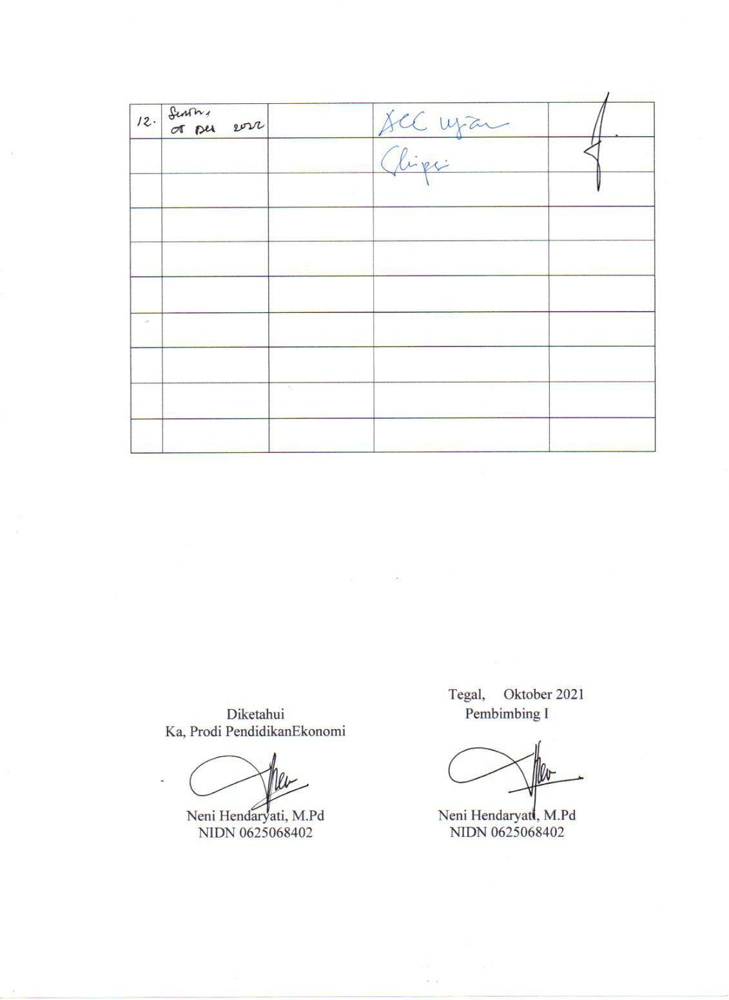 12.
Senin,
05 Des 2022
ACC Ujian
Skripsi
Tegal, Oktober 2021
Pembimbing I
Diketahui
Ka, Prodi PendidikanEkonomi
Neni Hendaryati, M.Pd
NIDN 0625068402
Neni Hendaryati, M.Pd
NIDN 0625068402